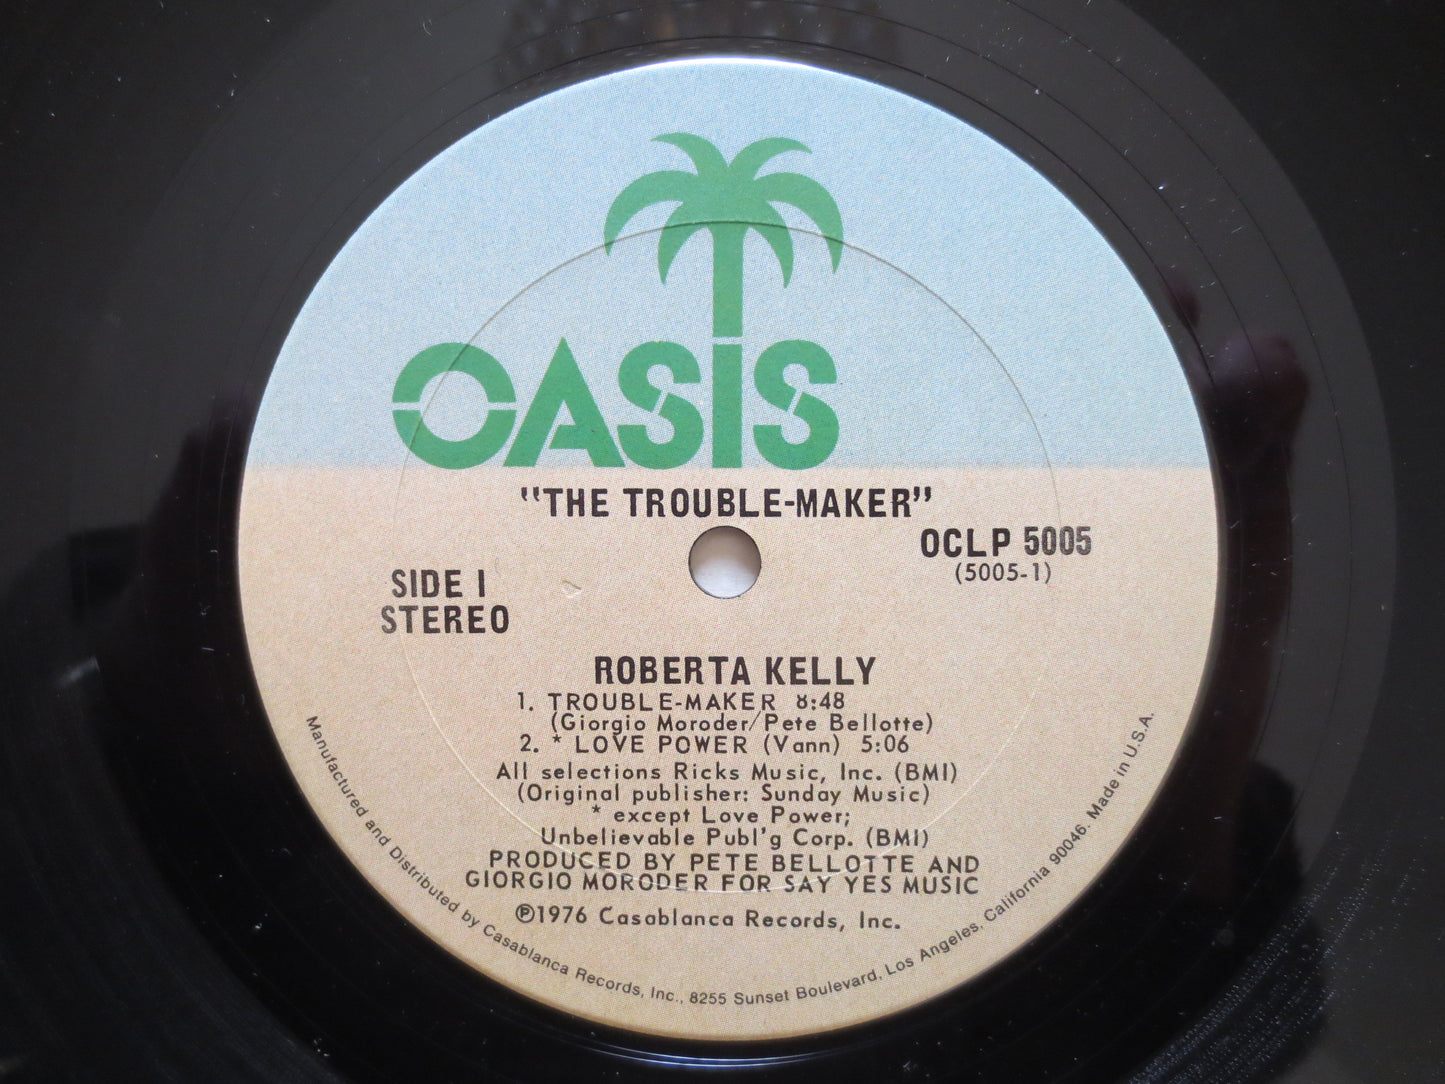 OASIS
"THE TROUBLE-MAKER"
OCLP 5005
(5005-1)
SIDE 1
STEREO
ROBERTA KELLY
1. TROUBLE-MAKER 8:48
(Giorgio Moroder/Pete Bellotte)
2. * LOVE POWER (Vann) 5:06
All selections Ricks Music, Inc. (BMI)
(Original publisher: Sunday Music)
* except Love Power;
Unbelievable Publ'g Corp. (BMI)
PRODUCED BY PETE BELLOTTE AND
GIORGIO MORODER FOR SAY YES MUSIC
℗1976 Casablanca Records, Inc.
Manufactured and Distributed by Casablanca Records, Inc., 8255 Sunset Boulevard, Los Angeles, California 90046. Made in U.S.A.